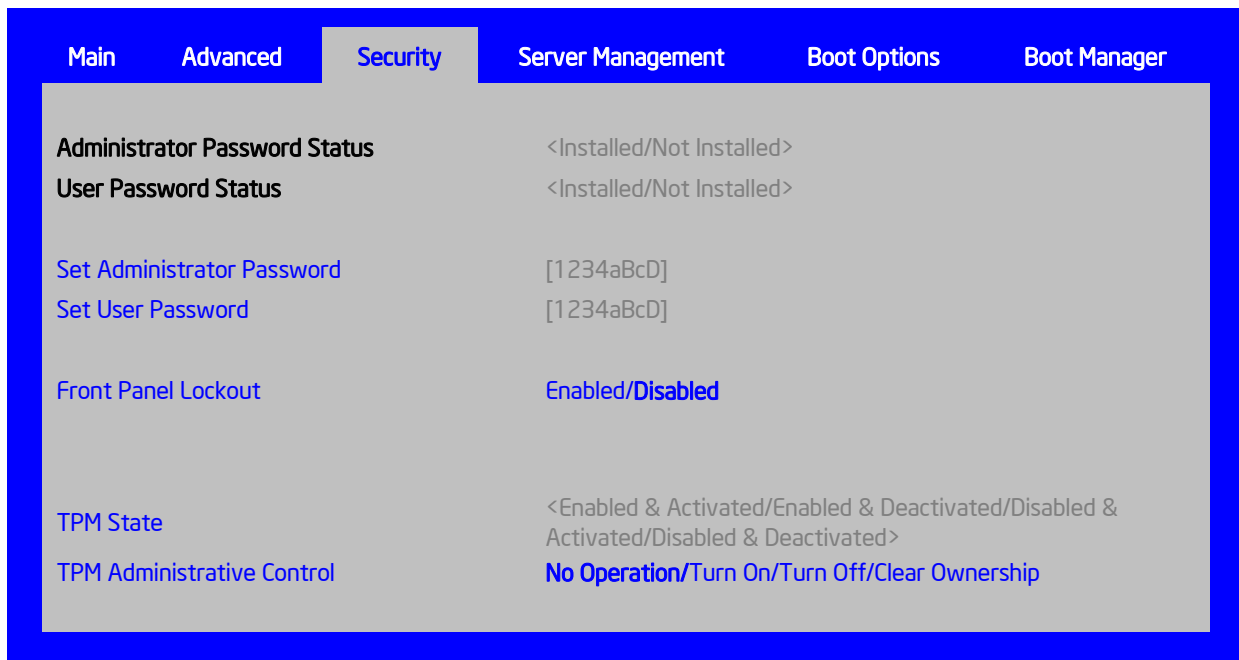 Main Advanced Security Server Management Boot Options Boot Manager
Administrator Password Status <Installed/Not Installed>
User Password Status <Installed/Not Installed>
Set Administrator Password [1234aBcD]
Set User Password [1234aBcD]
Front Panel Lockout Enabled/Disabled
TPM State <Enabled & Activated/Enabled & Deactivated/Disabled &
Activated/Disabled & Deactivated>
TPM Administrative Control No Operation/Turn On/Turn Off/Clear Ownership